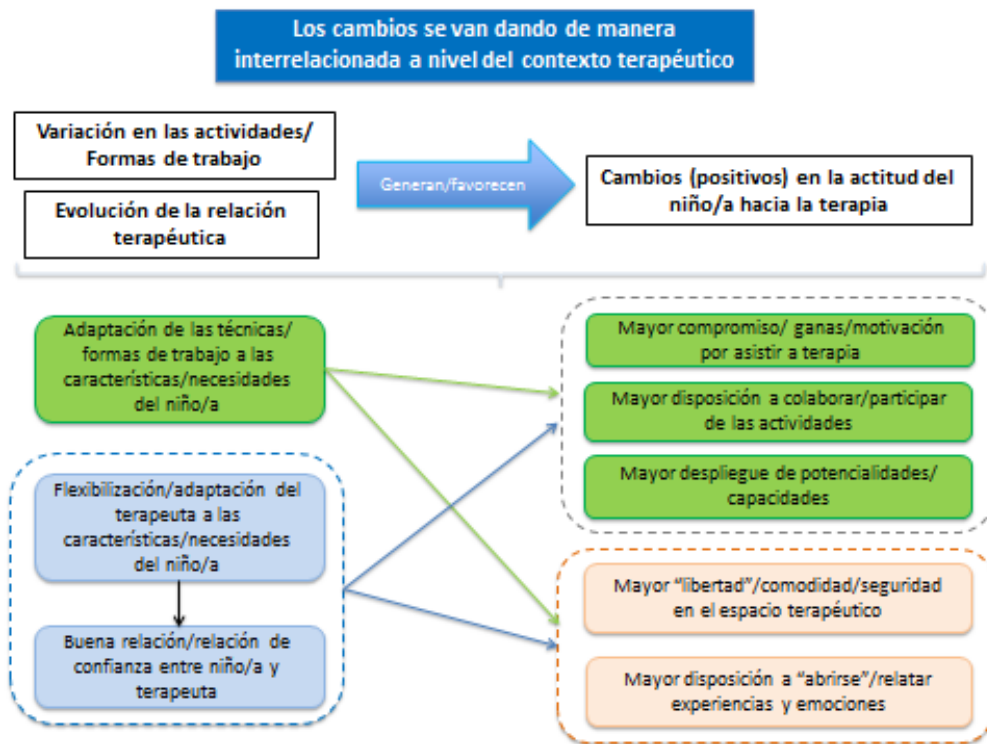 Los cambios se van dando de manera
interrelacionada a nivel del contexto terapéutico
Variación en las actividades/
Formas de trabajo
Evolución de la relación
terapéutica
Generan/favorecen
Cambios (positivos) en la actitud del
niño/a hacia la terapia
Adaptación de las técnicas/
formas de trabajo a las
características/necesidades
del niño/a
Flexibilización/adaptación del
terapeuta a las
características/necesidades
del niño/a
Buena relación/relación de
confianza entre niño/a y
terapeuta
Mayor compromiso/ ganas/motivación
por asistir a terapia
Mayor disposición a colaborar/participar
de las actividades
Mayor despliegue de potencialidades/
capacidades
Mayor “libertad”/comodidad/seguridad
en el espacio terapéutico
Mayor disposición a “abrirse”/relatar
experiencias y emociones